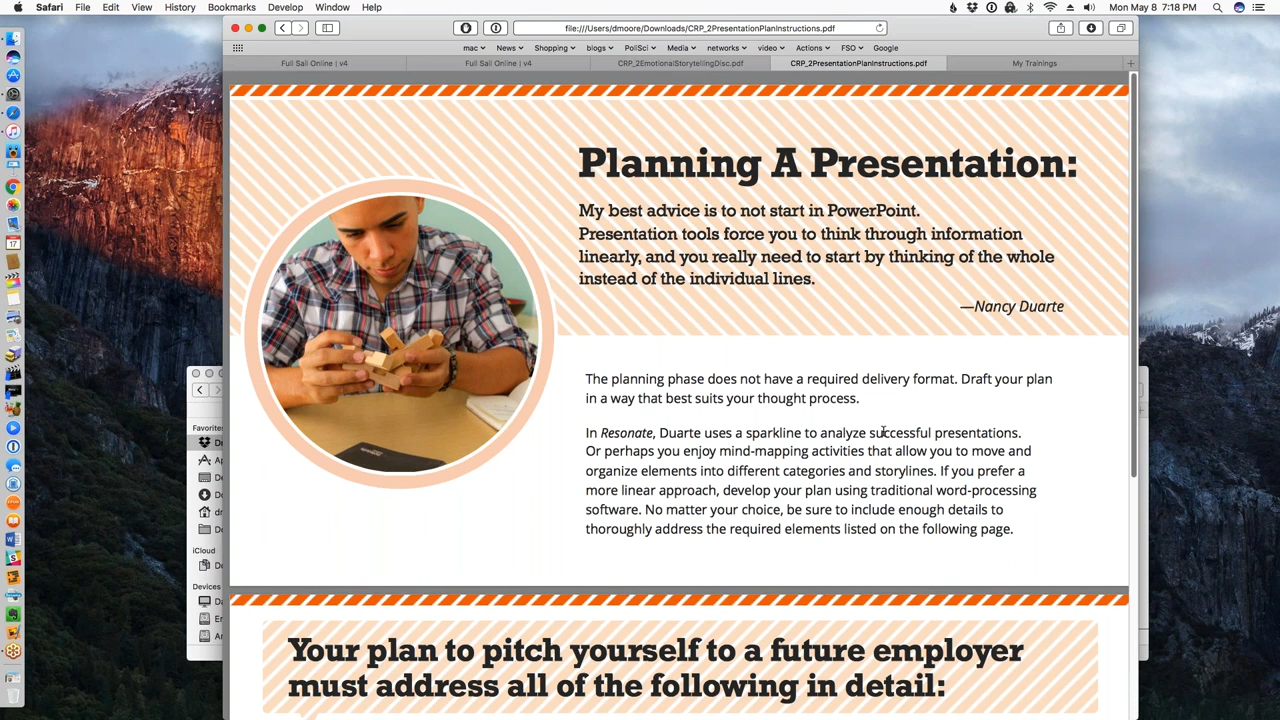 Safari File Edit View History Bookmarks Develop Window Help Mon May 8 7:18 PM
file:///Users/dmoore/Downloads/CRP_2PresentationPlanInstructions.pdf
mac News Shopping blogs PoliSci Media networks video Actions FSO Google
Full Sail Online | v4 Full Sail Online | v4 CRP_2EmotionalStorytellingDisc.pdf CRP_2PresentationPlanInstructions.pdf My Trainings
Planning A Presentation:
My best advice is to not start in PowerPoint.
Presentation tools force you to think through information
linearly, and you really need to start by thinking of the whole
instead of the individual lines.
—Nancy Duarte
The planning phase does not have a required delivery format. Draft your plan
in a way that best suits your thought process.
In Resonate, Duarte uses a sparkline to analyze successful presentations.
Or perhaps you enjoy mind-mapping activities that allow you to move and
organize elements into different categories and storylines. If you prefer a
more linear approach, develop your plan using traditional word-processing
software. No matter your choice, be sure to include enough details to
thoroughly address the required elements listed on the following page.
Favorites
iCloud
Devices
Your plan to pitch yourself to a future employer
must address all of the following in detail:
17